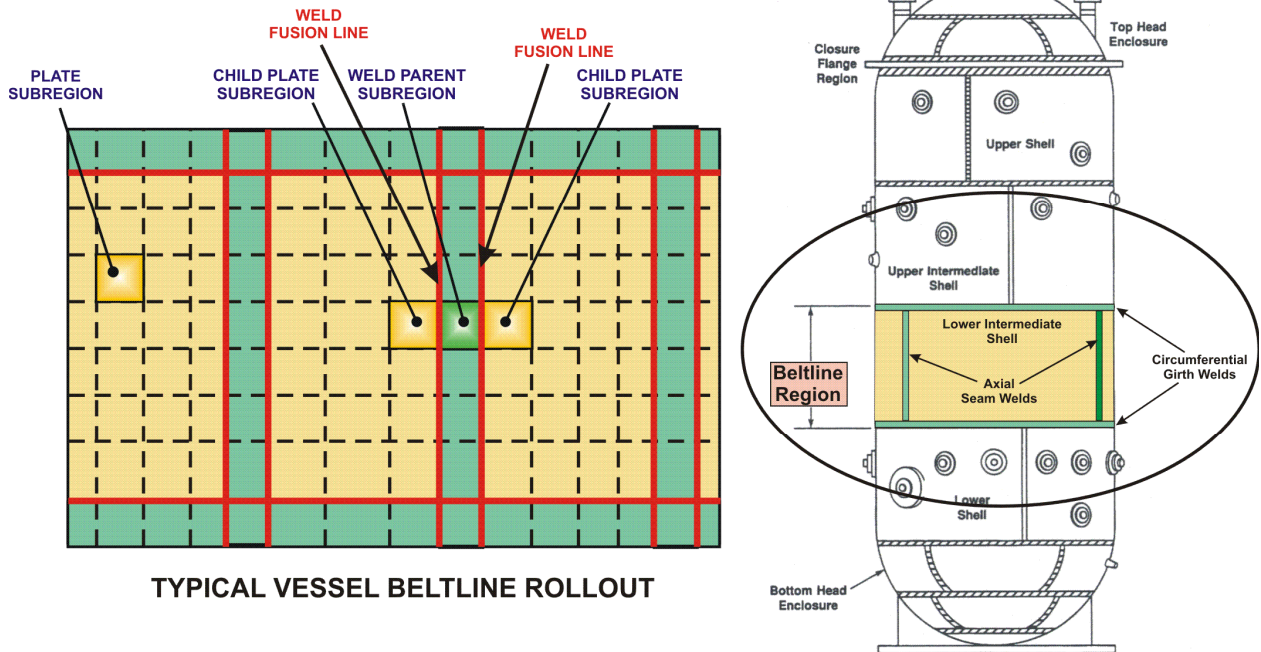 WELD
FUSION LINE
WELD
FUSION LINE
PLATE
SUBREGION
CHILD PLATE
SUBREGION
WELD PARENT
SUBREGION
CHILD PLATE
SUBREGION
TYPICAL VESSEL BELTLINE ROLLOUT
Top Head
Enclosure
Closure
Flange
Region
Upper Shell
Upper Intermediate
Shell
Lower Intermediate
Shell
Beltline
Region
Axial
Seam Welds
Circumferential
Girth Welds
Lower
Shell
Bottom Head
Enclosure